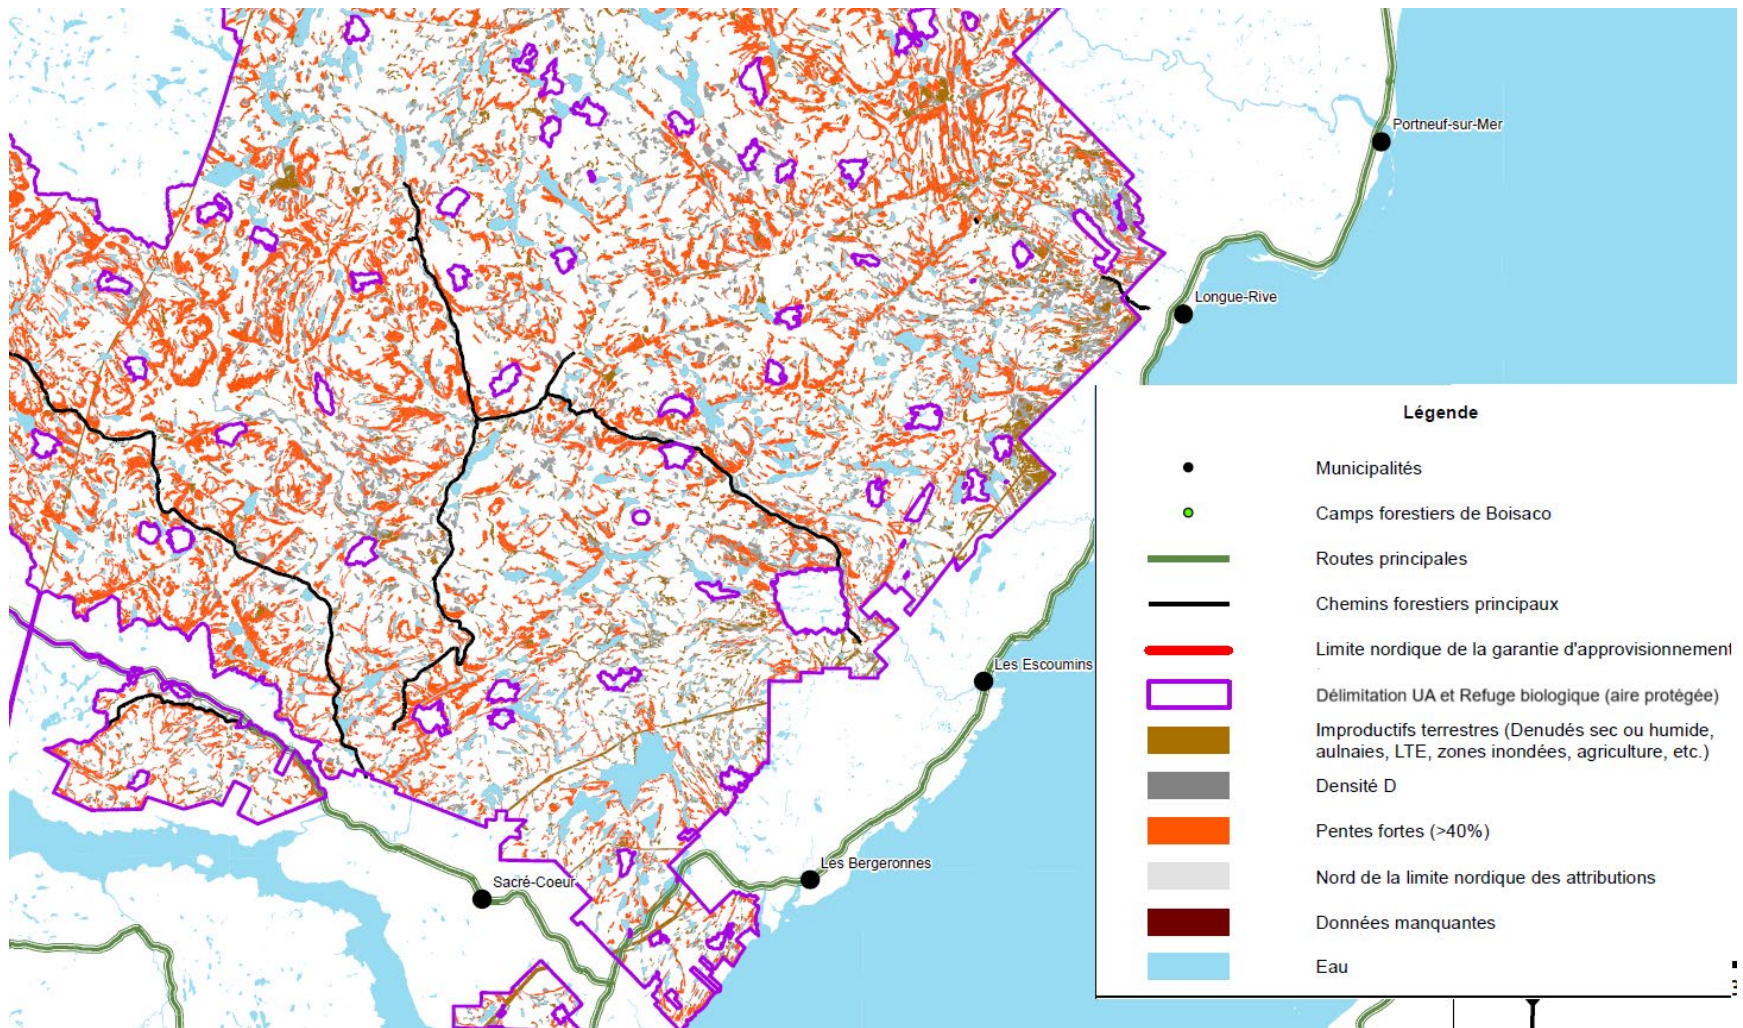 Portneuf-sur-Mer
Longue-Rive
Légende
Municipalités
Camps forestiers de Boisaco
Routes principales
Chemins forestiers principaux
Limite nordique de la garantie d'approvisionnement
Les Escoumins
Délimitation UA et Refuge biologique (aire protégée)
Improductifs terrestres (Denudés sec ou humide,
aulnaies, LTE, zones inondées, agriculture, etc.)
Densité D
Pentes fortes (>40%)
Les Bergeronnes
Sacré-Coeur
Nord de la limite nordique des attributions
Données manquantes
Eau